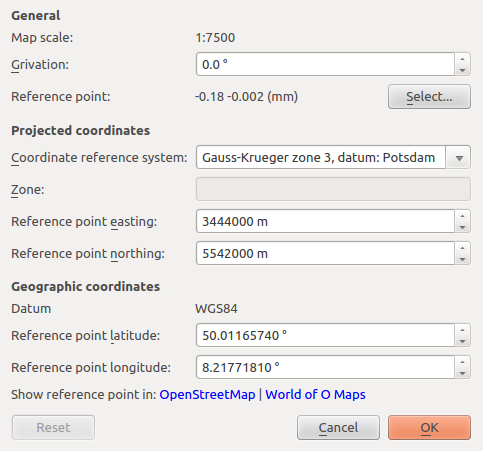 General
Map scale: 1:7500
Grivation: 0.0 °
Reference point: -0.18 -0.002 (mm) Select...
Projected coordinates
Coordinate reference system: Gauss-Krueger zone 3, datum: Potsdam
Zone:
Reference point easting: 3444000 m
Reference point northing: 5542000 m
Geographic coordinates
Datum WGS84
Reference point latitude: 50.01165740 °
Reference point longitude: 8.21771810 °
Show reference point in: OpenStreetMap | World of O Maps
Reset Cancel OK